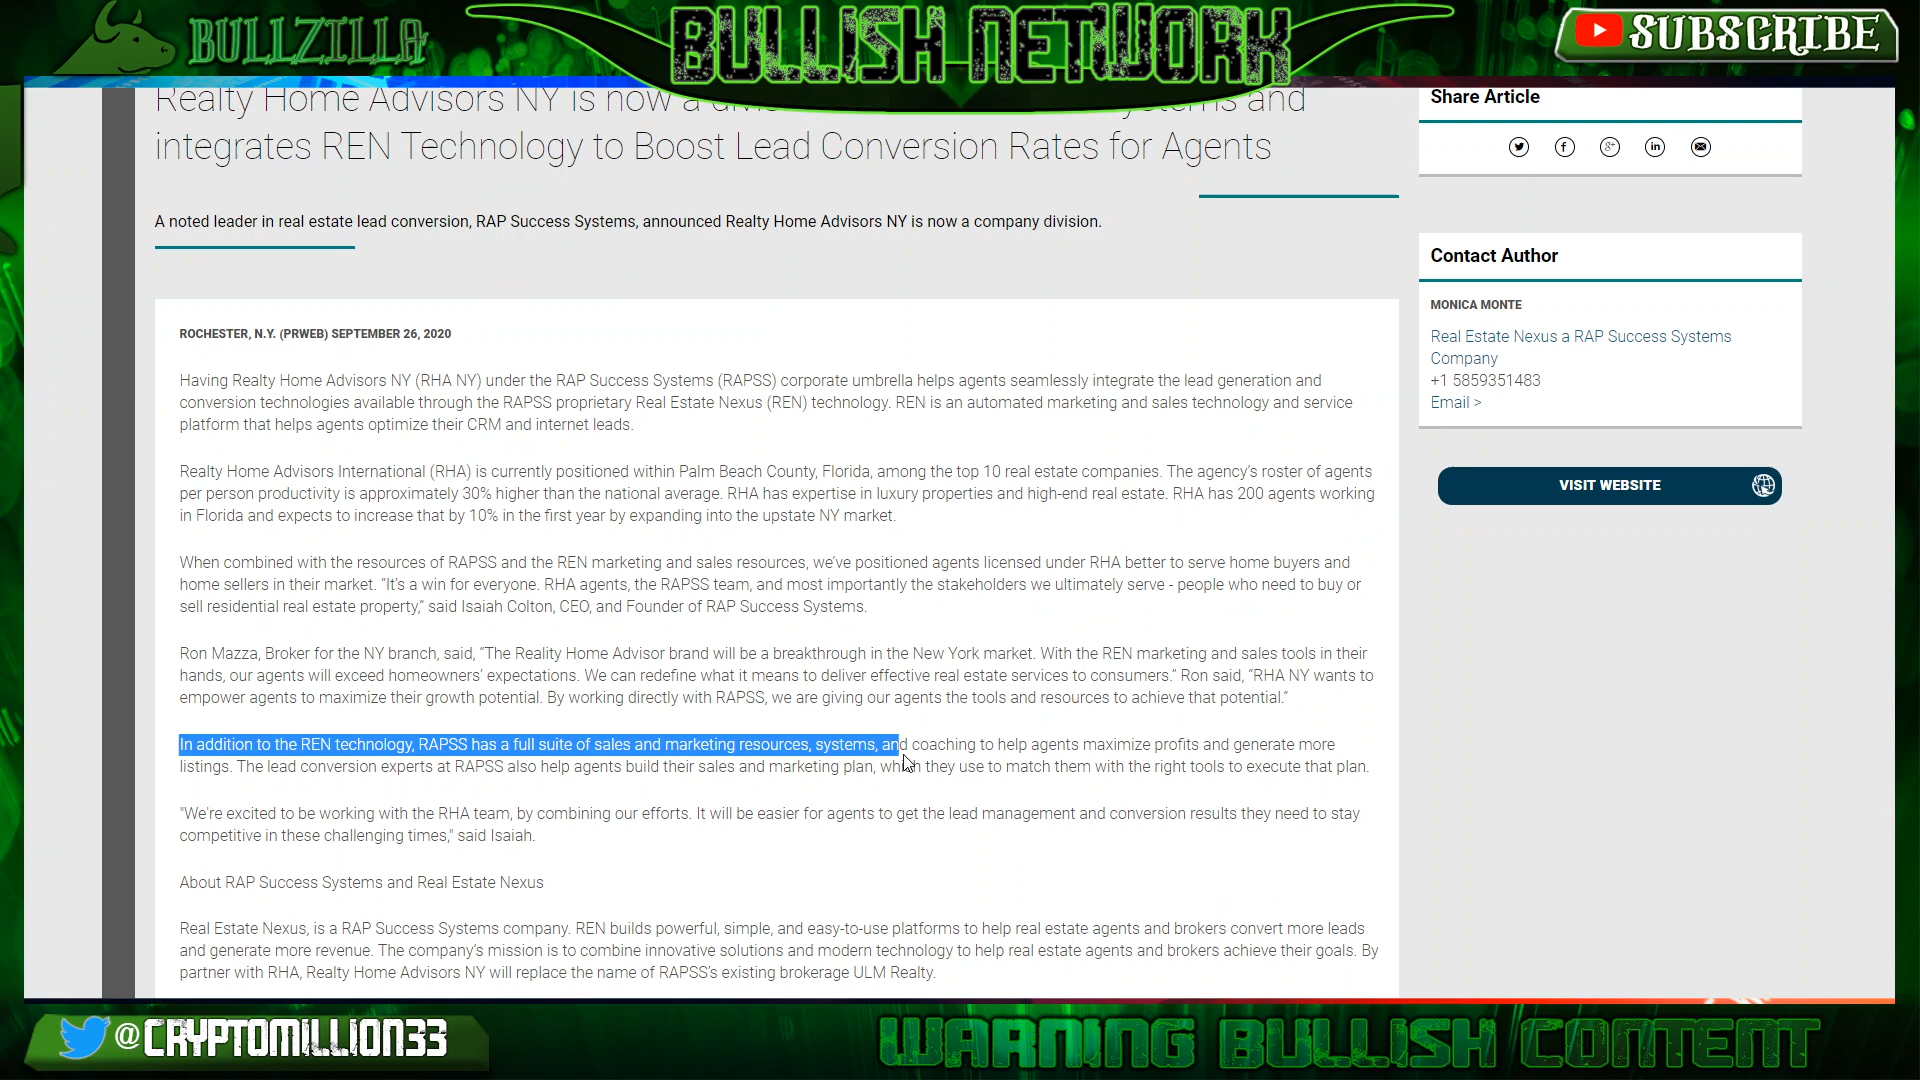 BULLZILLA
BULLISH NETWORK
SUBSCRIBE
Realty Home Advisors NY is now a and
integrates REN Technology to Boost Lead Conversion Rates for Agents
A noted leader in real estate lead conversion, RAP Success Systems, announced Realty Home Advisors NY is now a company division.
ROCHESTER, N.Y. (PRWEB) SEPTEMBER 26, 2020
Having Realty Home Advisors NY (RHA NY) under the RAP Success Systems (RAPSS) corporate umbrella helps agents seamlessly integrate the lead generation and
conversion technologies available through the RAPSS proprietary Real Estate Nexus (REN) technology. REN is an automated marketing and sales technology and service
platform that helps agents optimize their CRM and internet leads.
Realty Home Advisors International (RHA) is currently positioned within Palm Beach County, Florida, among the top 10 real estate companies. The agency's roster of agents
per person productivity is approximately 30% higher than the national average. RHA has expertise in luxury properties and high-end real estate. RHA has 200 agents working
in Florida and expects to increase that by 10% in the first year by expanding into the upstate NY market.
When combined with the resources of RAPSS and the REN marketing and sales resources, we've positioned agents licensed under RHA better to serve home buyers and
home sellers in their market. “It's a win for everyone. RHA agents, the RAPSS team, and most importantly the stakeholders we ultimately serve - people who need to buy or
sell residential real estate property,” said Isaiah Colton, CEO, and Founder of RAP Success Systems.
Ron Mazza, Broker for the NY branch, said, “The Reality Home Advisor brand will be a breakthrough in the New York market. With the REN marketing and sales tools in their
hands, our agents will exceed homeowners' expectations. We can redefine what it means to deliver effective real estate services to consumers.” Ron said, “RHA NY wants to
empower agents to maximize their growth potential. By working directly with RAPSS, we are giving our agents the tools and resources to achieve that potential.”
In addition to the REN technology, RAPSS has a full suite of sales and marketing resources, systems, and coaching to help agents maximize profits and generate more
listings. The lead conversion experts at RAPSS also help agents build their sales and marketing plan, which they use to match them with the right tools to execute that plan.
"We're excited to be working with the RHA team, by combining our efforts. It will be easier for agents to get the lead management and conversion results they need to stay
competitive in these challenging times," said Isaiah.
About RAP Success Systems and Real Estate Nexus
Real Estate Nexus, is a RAP Success Systems company. REN builds powerful, simple, and easy-to-use platforms to help real estate agents and brokers convert more leads
and generate more revenue. The company's mission is to combine innovative solutions and modern technology to help real estate agents and brokers achieve their goals. By
partner with RHA, Realty Home Advisors NY will replace the name of RAPSS's existing brokerage ULM Realty.
Share Article
Contact Author
MONICA MONTE
Real Estate Nexus a RAP Success Systems
Company
+1 5859351483
Email >
VISIT WEBSITE
@CRYPTOMILLION33
WARNING BULLISH CONTENT